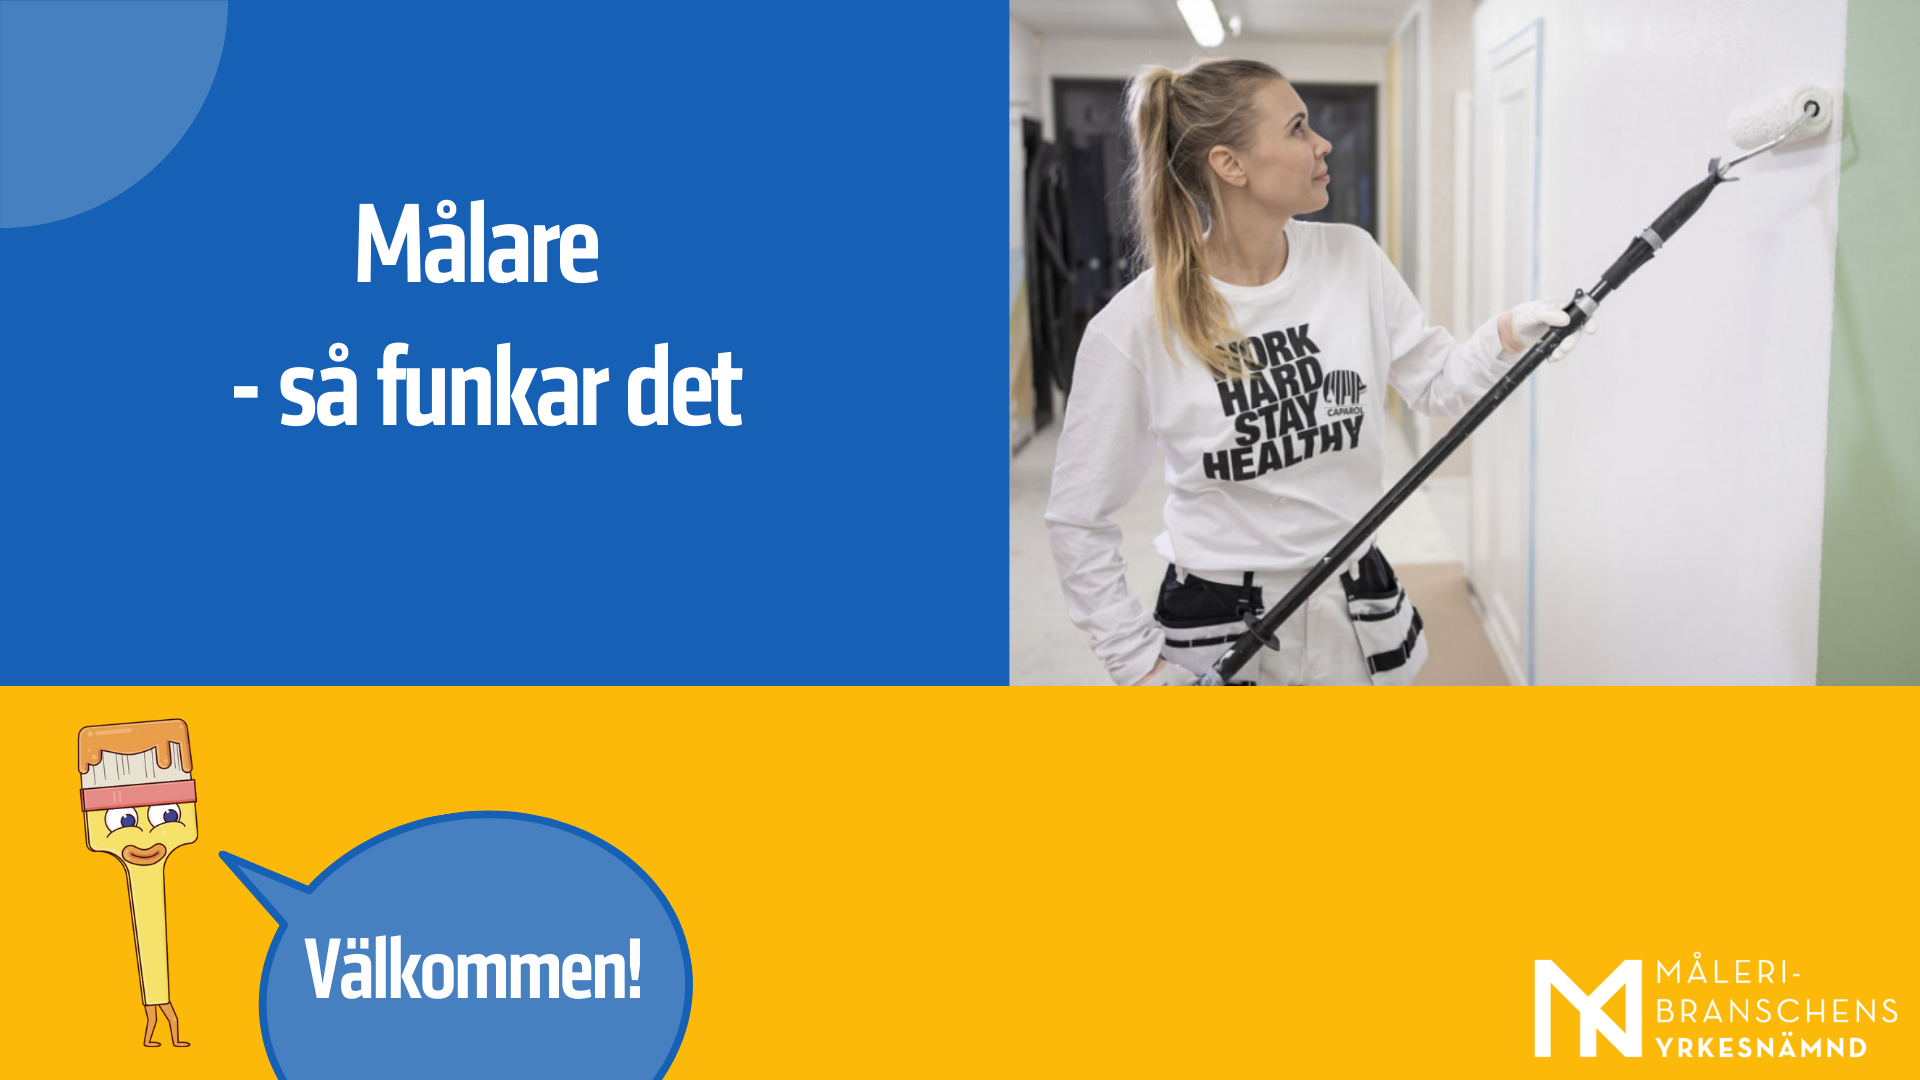 Målare
- så funkar det
WORK
HARD
STAY
HEALTHY
CAPAROL
Välkommen!
MÅLERI-
BRANSCHENS
YRKESNÄMND